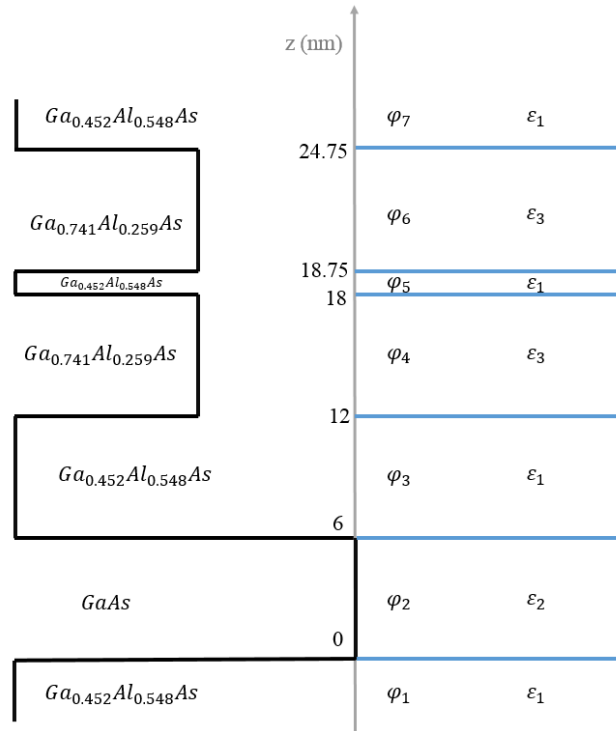 z (nm)
Ga₀.₄₅₂Al₀.₅₄₈As φ₇ ε₁
24.75
Ga₀.₇₄₁Al₀.₂₅₉As φ₆ ε₃
18.75
Ga₀.₄₅₂Al₀.₅₄₈As φ₅ ε₁
18
Ga₀.₇₄₁Al₀.₂₅₉As φ₄ ε₃
12
Ga₀.₄₅₂Al₀.₅₄₈As φ₃ ε₁
6
GaAs φ₂ ε₂
0
Ga₀.₄₅₂Al₀.₅₄₈As φ₁ ε₁